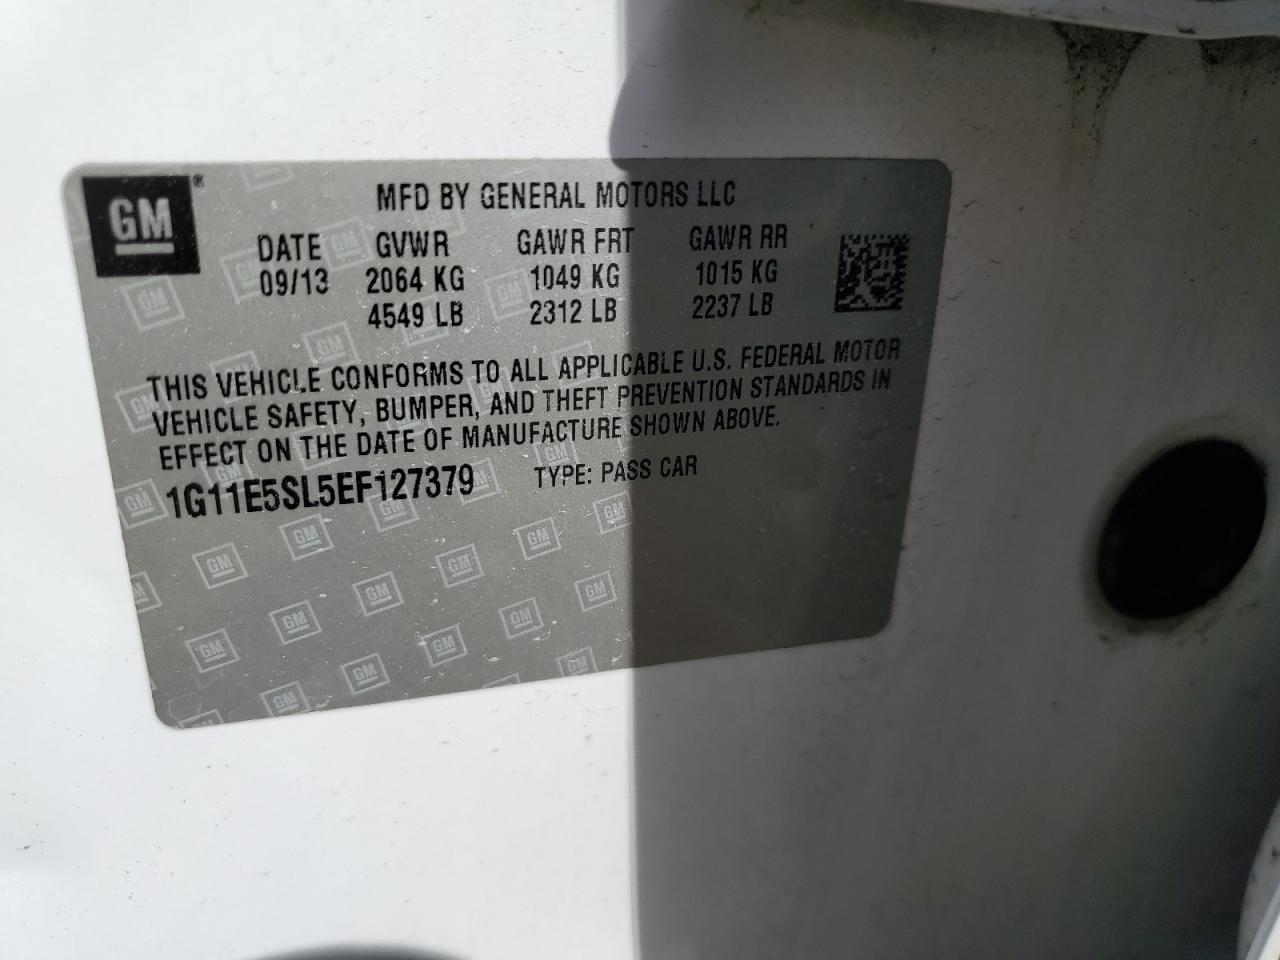 GM ®
MFD BY GENERAL MOTORS LLC
DATE GVWR GAWR FRT GAWR RR
09/13 2064 KG 1049 KG 1015 KG
4549 LB 2312 LB 2237 LB
THIS VEHICLE CONFORMS TO ALL APPLICABLE U.S. FEDERAL MOTOR
VEHICLE SAFETY, BUMPER, AND THEFT PREVENTION STANDARDS IN
EFFECT ON THE DATE OF MANUFACTURE SHOWN ABOVE.
1G11E5SL5EF127379 TYPE: PASS CAR